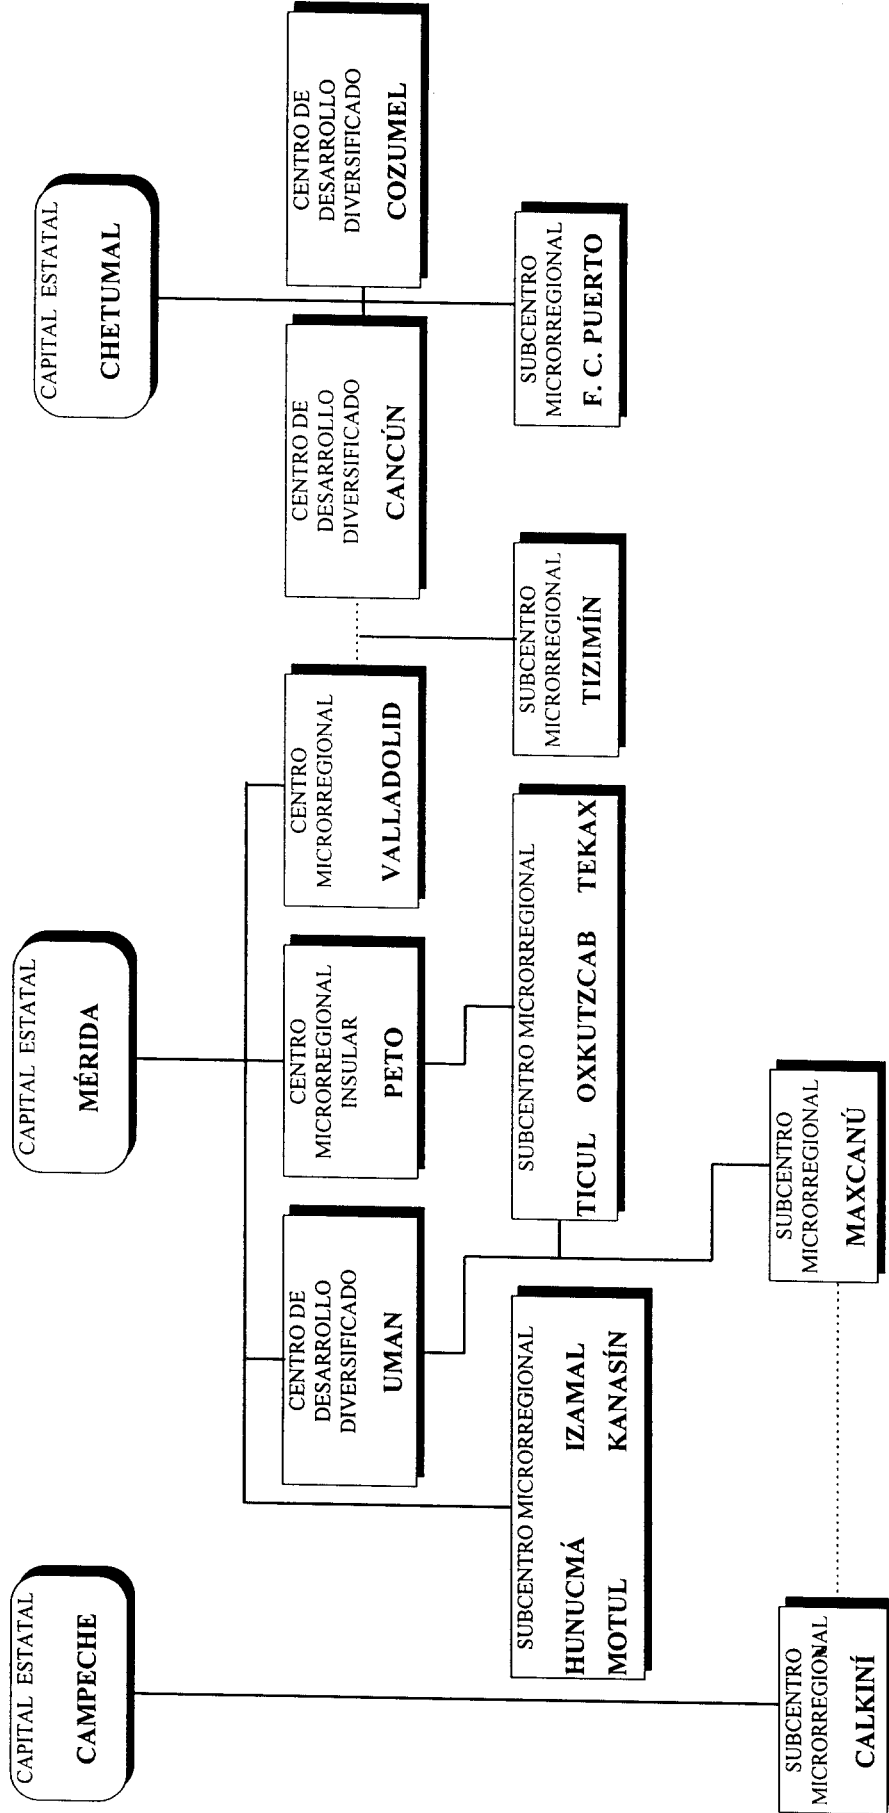 CAPITAL ESTATAL
CAMPECHE
CAPITAL ESTATAL
MÉRIDA
CAPITAL ESTATAL
CHETUMAL
CENTRO DE
DESARROLLO
DIVERSIFICADO
UMAN
CENTRO
MICRORREGIONAL
INSULAR
PETO
CENTRO
MICRORREGIONAL
VALLADOLID
CENTRO DE
DESARROLLO
DIVERSIFICADO
CANCÚN
CENTRO DE
DESARROLLO
DIVERSIFICADO
COZUMEL
SUBCENTRO MICRORREGIONAL
HUNUCMÁ IZAMAL
MOTUL KANASÍN
SUBCENTRO MICRORREGIONAL
TICUL OXKUTZCAB TEKAX
SUBCENTRO
MICRORREGIONAL
TIZIMÍN
SUBCENTRO
MICRORREGIONAL
F. C. PUERTO
SUBCENTRO
MICRORREGIONAL
CALKINÍ
SUBCENTRO
MICRORREGIONAL
MAXCANÚ